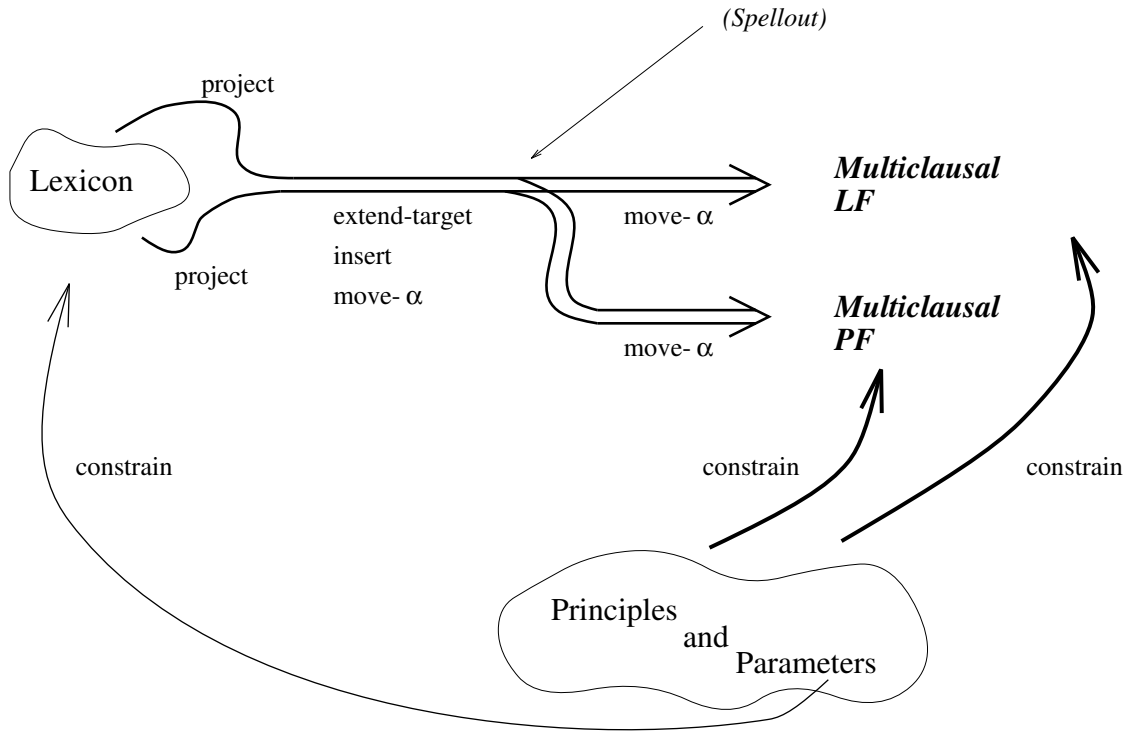 (Spellout)
project
Lexicon
Multiclausal
LF
extend-target
move- α
insert
project
move- α
Multiclausal
PF
move- α
constrain
constrain
constrain
Principles
and
Parameters